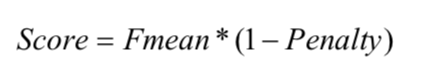 Score = Fmean * (1 − Penalty)